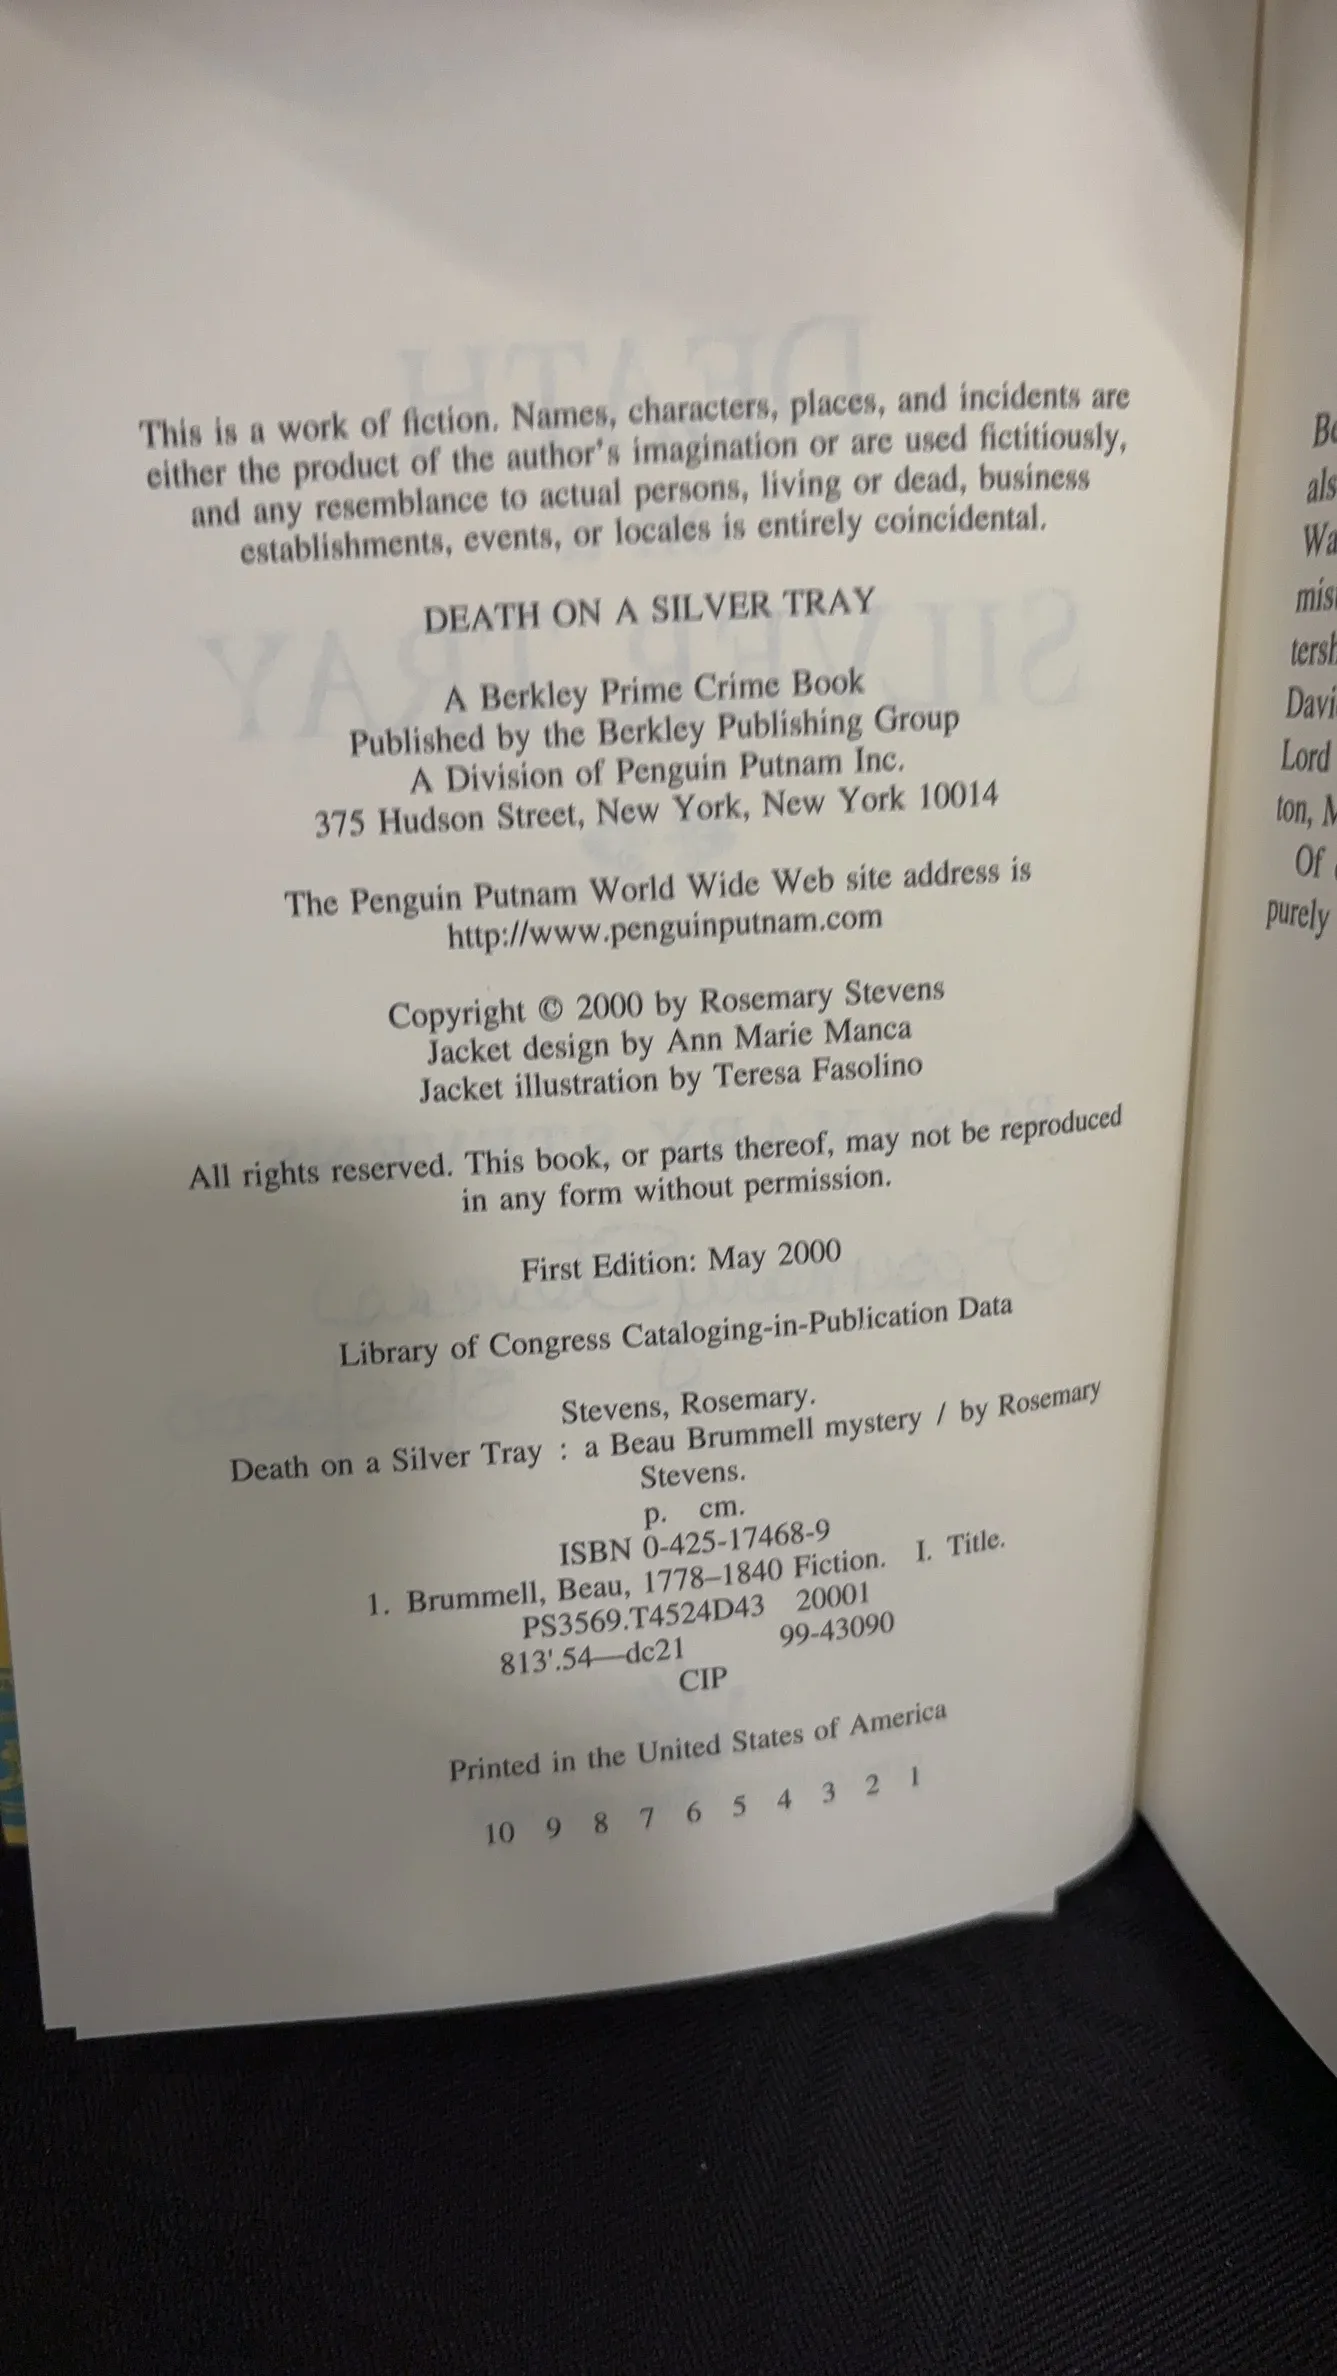 This is a work of fiction. Names, characters, places, and incidents are
either the product of the author's imagination or are used fictitiously,
and any resemblance to actual persons, living or dead, business
establishments, events, or locales is entirely coincidental.
DEATH ON A SILVER TRAY
A Berkley Prime Crime Book
Published by the Berkley Publishing Group
A Division of Penguin Putnam Inc.
375 Hudson Street, New York, New York 10014
The Penguin Putnam World Wide Web site address is
http://www.penguinputnam.com
Copyright © 2000 by Rosemary Stevens
Jacket design by Ann Marie Manca
Jacket illustration by Teresa Fasolino
All rights reserved. This book, or parts thereof, may not be reproduced
in any form without permission.
First Edition: May 2000
Library of Congress Cataloging-in-Publication Data
Stevens, Rosemary.
Death on a Silver Tray : a Beau Brummell mystery / by Rosemary
Stevens.
p. cm.
ISBN 0-425-17468-9
1. Brummell, Beau, 1778–1840 Fiction. I. Title.
PS3569.T4524D43 20001
813'.54—dc21 99-43090
CIP
Printed in the United States of America
10 9 8 7 6 5 4 3 2 1
als
Wa
mis
tersh
Davi
Lord
ton, M
Of
purely